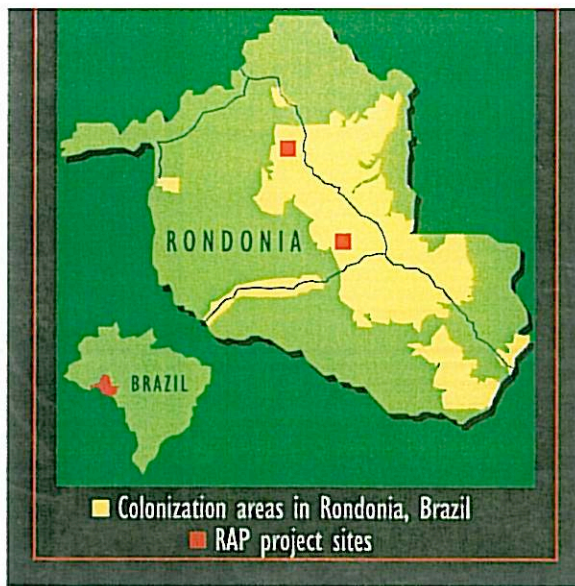 RONDONIA
BRAZIL
Colonization areas in Rondonia, Brazil
RAP project sites